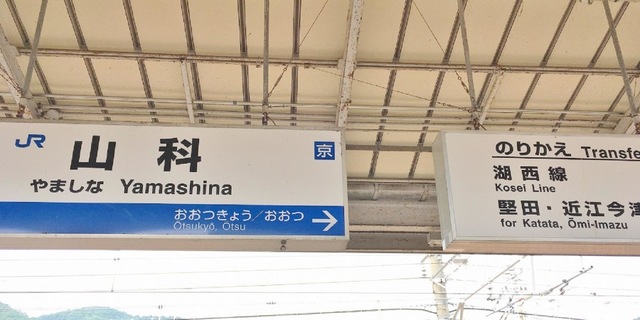 JR 山科 京
やましな Yamashina
おおつきょう／おおつ
Ōtsukyō, Ōtsu
のりかえ Transfe
湖西線
Kosei Line
堅田・近江今津
for Katata, Ōmi-Imazu